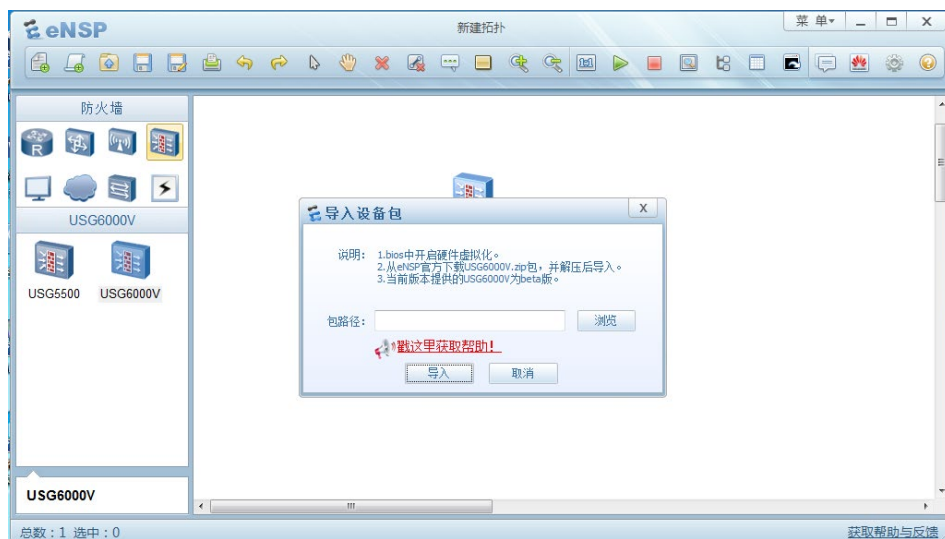 eNSP
新建拓扑
菜 单
防火墙
R
USG6000V
USG5500
USG6000V
导入设备包
X
说明：
1.bios中开启硬件虚拟化。
2.从eNSP官方下载USG6000V.zip包，并解压后导入。
3.当前版本提供的USG6000V为beta版。
包路径：
浏览
戳这里获取帮助！
导入
取消
USG6000V
总数：1 选中：0
获取帮助与反馈